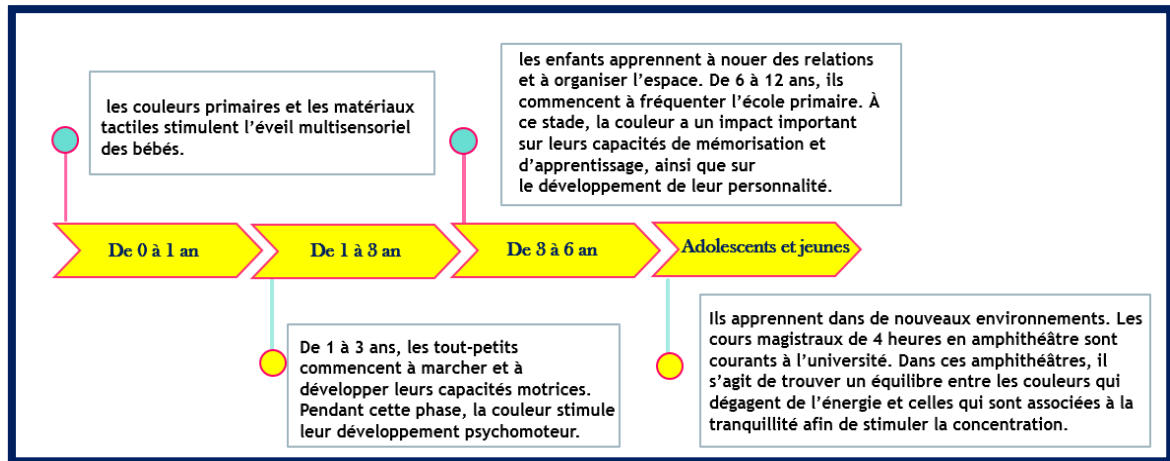 les couleurs primaires et les matériaux
tactiles stimulent l'éveil multisensoriel
des bébés.
les enfants apprennent à nouer des relations
et à organiser l'espace. De 6 à 12 ans, ils
commencent à fréquenter l'école primaire. À
ce stade, la couleur a un impact important
sur leurs capacités de mémorisation et
d'apprentissage, ainsi que sur
le développement de leur personnalité.
De 0 à 1 an
De 1 à 3 an
De 3 à 6 an
Adolescents et jeunes
De 1 à 3 ans, les tout-petits
commencent à marcher et à
développer leurs capacités motrices.
Pendant cette phase, la couleur stimule
leur développement psychomoteur.
Ils apprennent dans de nouveaux environnements. Les
cours magistraux de 4 heures en amphithéâtre sont
courants à l'université. Dans ces amphithéâtres, il
s'agit de trouver un équilibre entre les couleurs qui
dégagent de l'énergie et celles qui sont associées à la
tranquillité afin de stimuler la concentration.